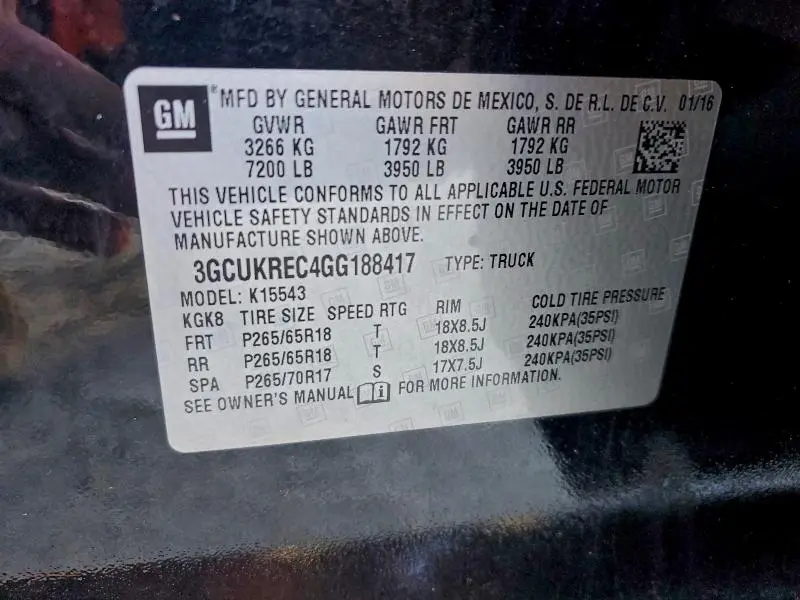 GM ® MFD BY GENERAL MOTORS DE MEXICO, S. DE R.L. DE C.V. 01/16
GVWR GAWR FRT GAWR RR
3266 KG 1792 KG 1792 KG
7200 LB 3950 LB 3950 LB
THIS VEHICLE CONFORMS TO ALL APPLICABLE U.S. FEDERAL MOTOR
VEHICLE SAFETY STANDARDS IN EFFECT ON THE DATE OF
MANUFACTURE SHOWN ABOVE.
3GCUKREC4GG188417 TYPE: TRUCK
MODEL: K15543
KGK8 TIRE SIZE SPEED RTG RIM COLD TIRE PRESSURE
FRT P265/65R18 T 18X8.5J 240KPA(35PSI)
RR P265/65R18 T 18X8.5J 240KPA(35PSI)
SPA P265/70R17 S 17X7.5J 240KPA(35PSI)
SEE OWNER'S MANUAL FOR MORE INFORMATION.